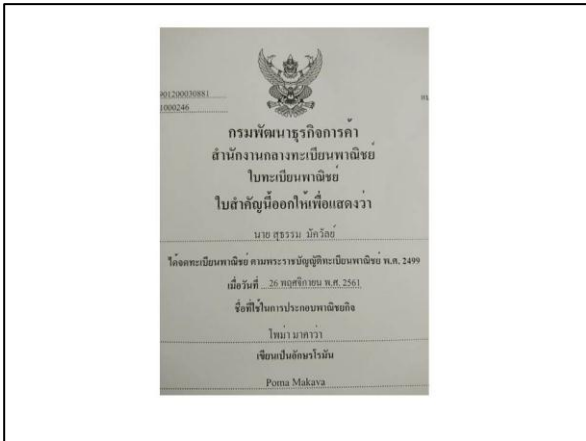 901200030881
1000246
กรมพัฒนาธุรกิจการค้า
สำนักงานกลางทะเบียนพาณิชย์
ใบทะเบียนพาณิชย์
ใบสำคัญนี้ออกให้เพื่อแสดงว่า
นาย สุธรรม มัควัลย์
ได้จดทะเบียนพาณิชย์ ตามพระราชบัญญัติทะเบียนพาณิชย์ พ.ศ. 2499
เมื่อวันที่ 26 พฤศจิกายน พ.ศ. 2561
ชื่อที่ใช้ในการประกอบพาณิชยกิจ
โพม่า มาคาว่า
เขียนเป็นอักษรโรมัน
Poma Makava